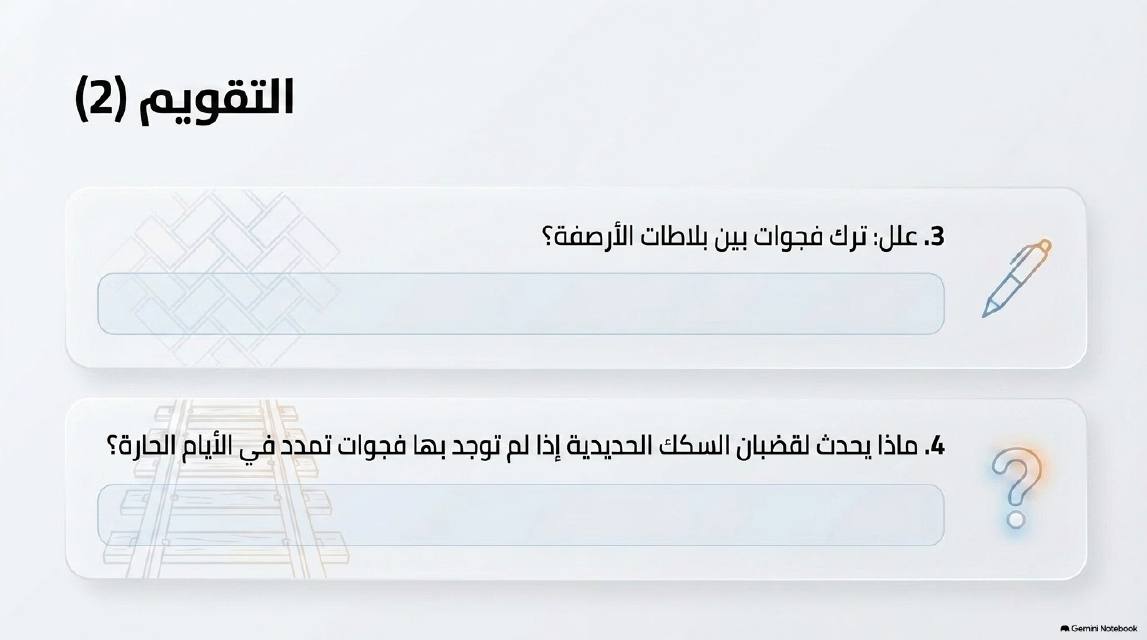 التقويم (2)
3. علل: ترك فجوات بين بلاطات الأرصفة؟
4. ماذا يحدث لقضبان السكك الحديدية إذا لم توجد بها فجوات تمدد في الأيام الحارة؟
Gemini Notebook